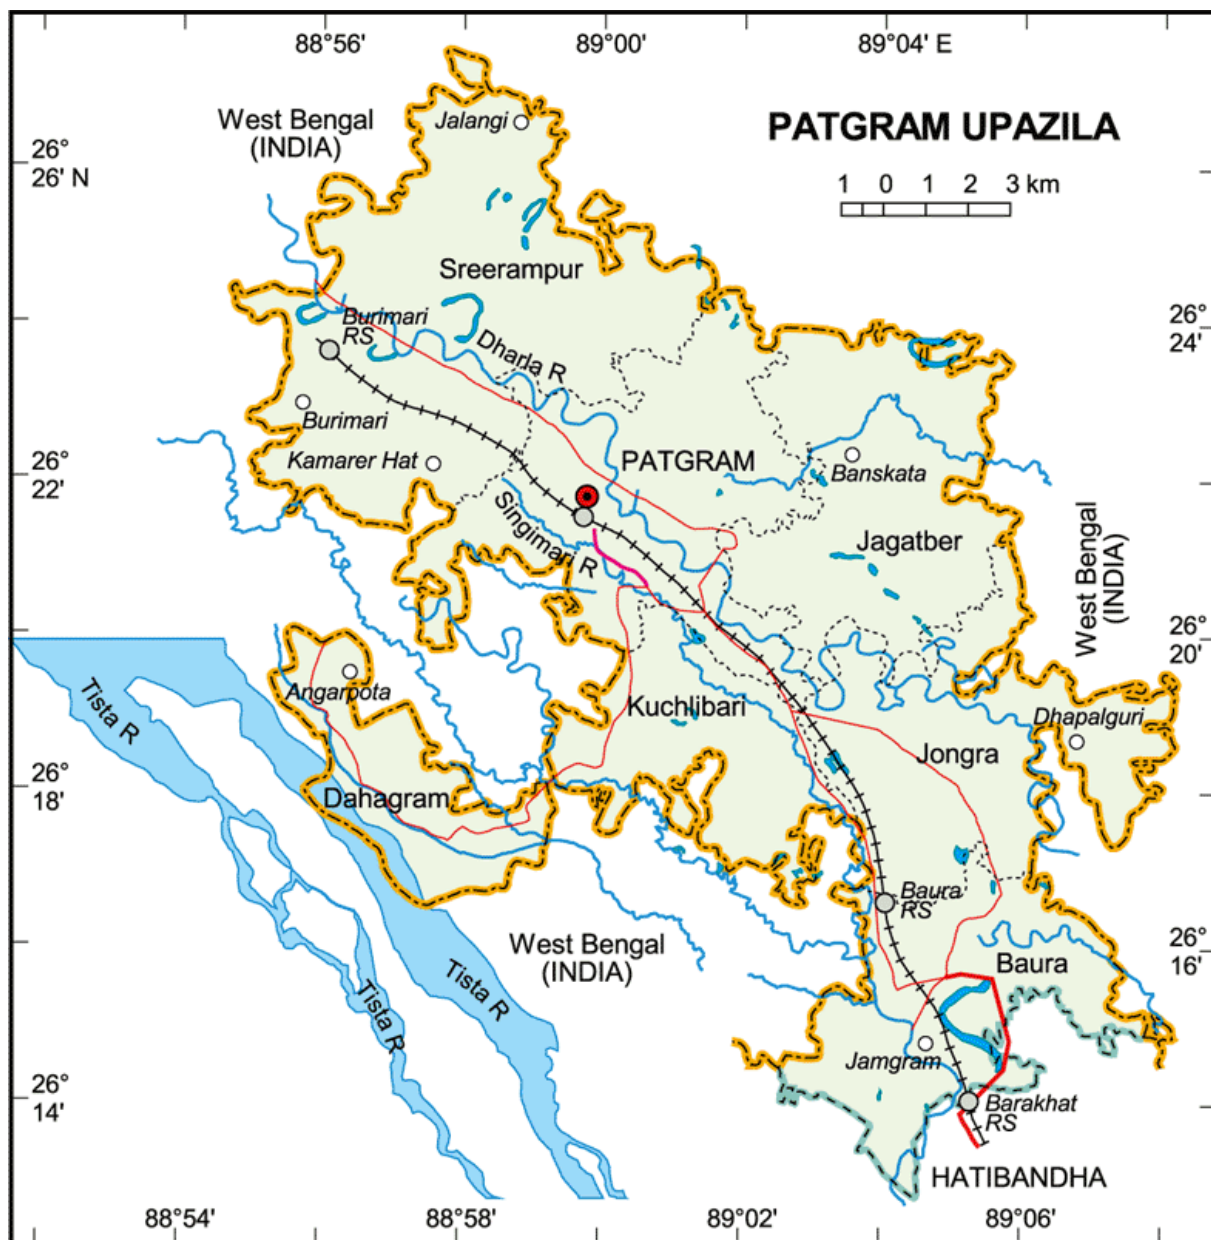 88°56'
89°00'
89°04' E
West Bengal
(INDIA)
Jalangi
PATGRAM UPAZILA
26°
26' N
1 0 1 2 3 km
Sreerampur
Burimari
RS
Dharla R
26°
24'
Burimari
Kamarer Hat
PATGRAM
Banskata
26°
22'
Singimari R
Jagatber
West Bengal
(INDIA)
26°
20'
Angarpota
Tista R
Kuchlibari
Dhapalguri
Jongra
26°
18'
Dahagram
Baura
RS
West Bengal
(INDIA)
26°
16'
Baura
Tista R
Tista R
Jamgram
26°
14'
Barakhat
RS
HATIBANDHA
88°54'
88°58'
89°02'
89°06'